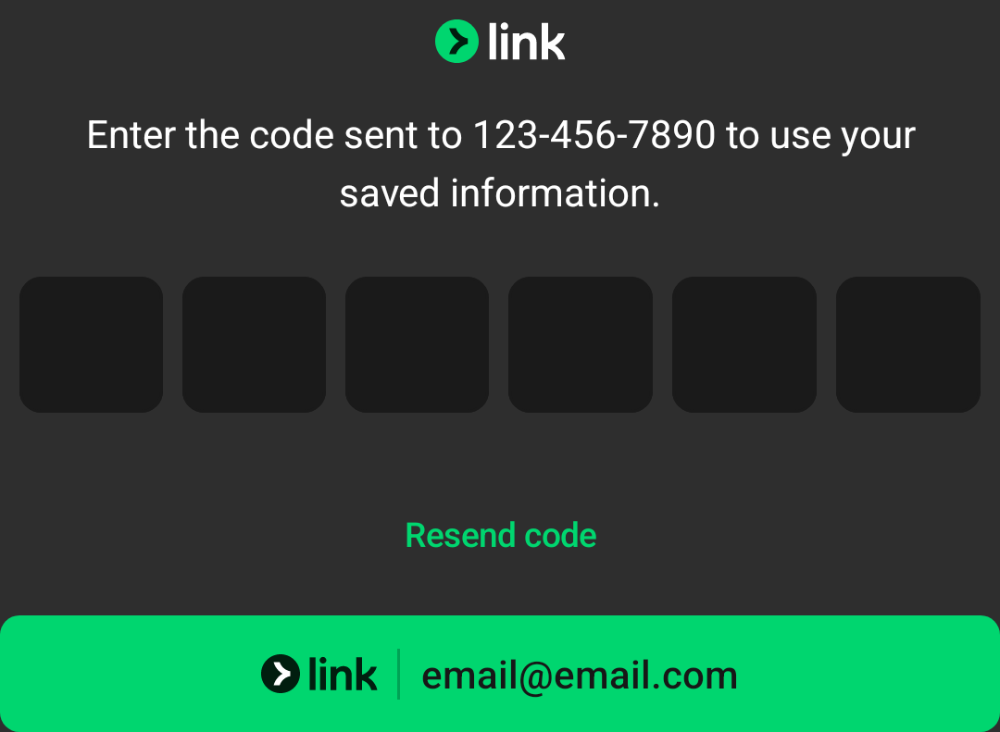 link
Enter the code sent to 123-456-7890 to use your
saved information.
Resend code
link | email@email.com